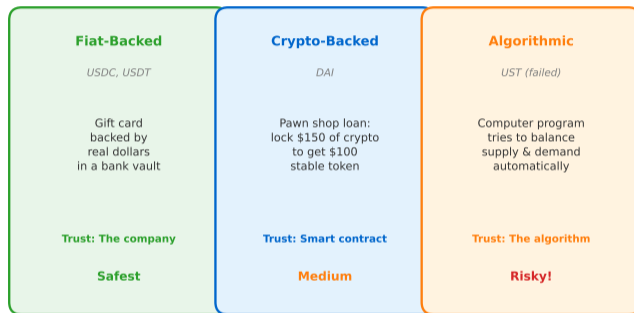 Fiat-Backed
USDC, USDT
Gift card
backed by
real dollars
in a bank vault
Trust: The company
Safest
Crypto-Backed
DAI
Pawn shop loan:
lock $150 of crypto
to get $100
stable token
Trust: Smart contract
Medium
Algorithmic
UST (failed)
Computer program
tries to balance
supply & demand
automatically
Trust: The algorithm
Risky!